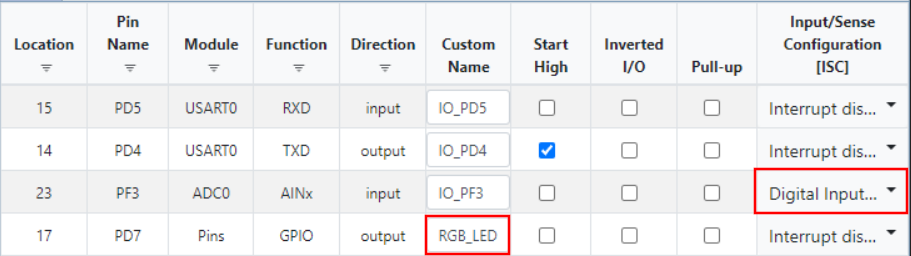 Location Pin Name Module Function Direction Custom Name Start High Inverted I/O Pull-up Input/Sense Configuration [ISC]
15 PD5 USART0 RXD input IO_PD5 Interrupt dis...
14 PD4 USART0 TXD output IO_PD4 Interrupt dis...
23 PF3 ADC0 AINx input IO_PF3 Digital Input...
17 PD7 Pins GPIO output RGB_LED Interrupt dis...